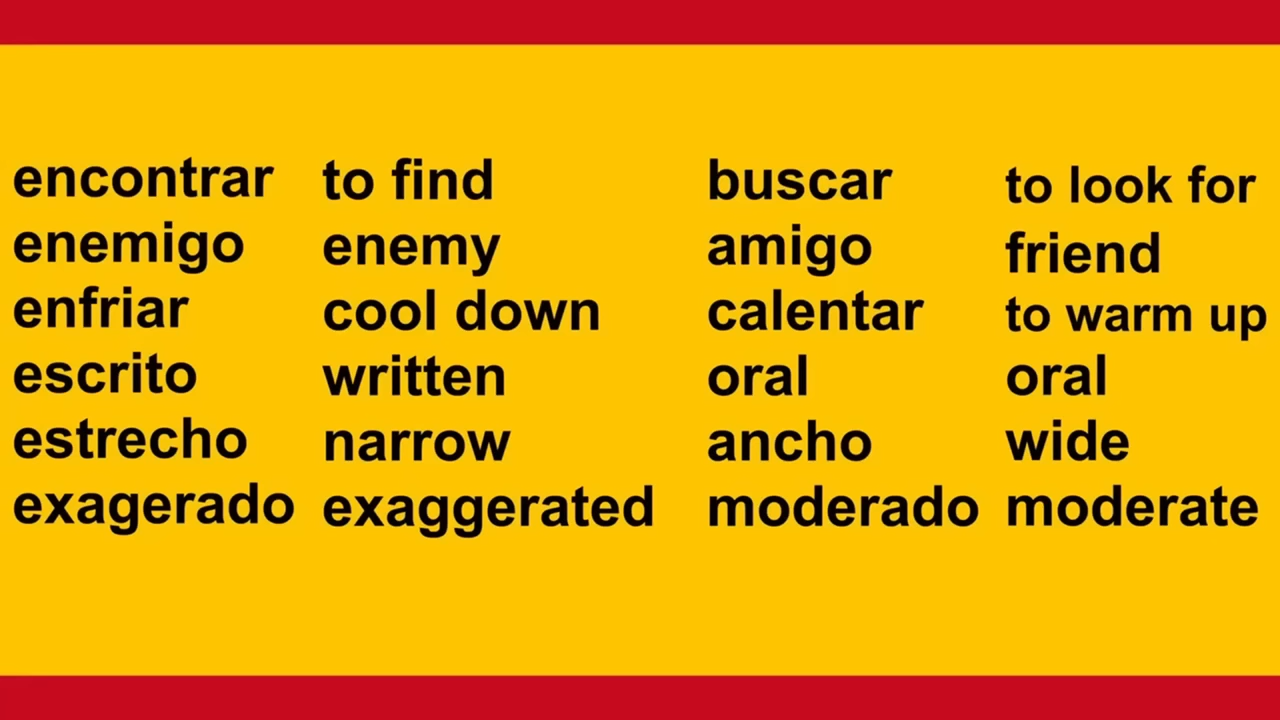 encontrar to find buscar to look for
enemigo enemy amigo friend
enfriar cool down calentar to warm up
escrito written oral oral
estrecho narrow ancho wide
exagerado exaggerated moderado moderate